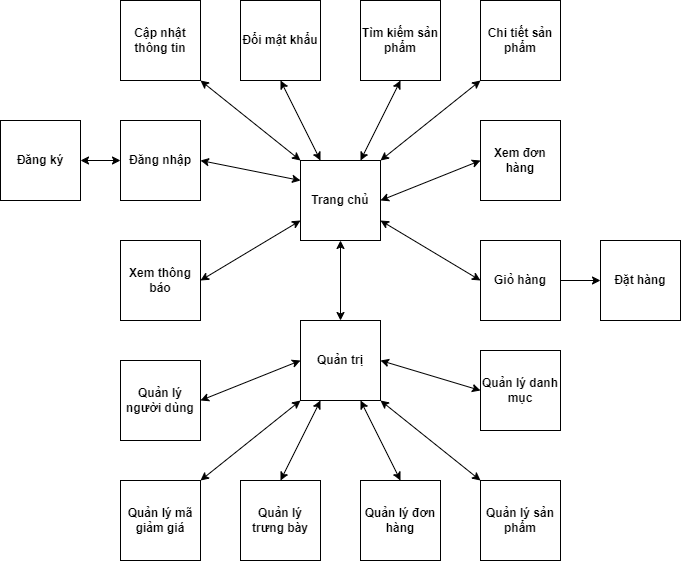 Cập nhật
thông tin
Đổi mật khẩu
Tìm kiếm sản
phẩm
Chi tiết sản
phẩm
Đăng ký
Đăng nhập
Xem đơn
hàng
Trang chủ
Xem thông
báo
Giỏ hàng
Đặt hàng
Quản trị
Quản lý
người dùng
Quản lý danh
mục
Quản lý mã
giảm giá
Quản lý
trưng bày
Quản lý đơn
hàng
Quản lý sản
phẩm